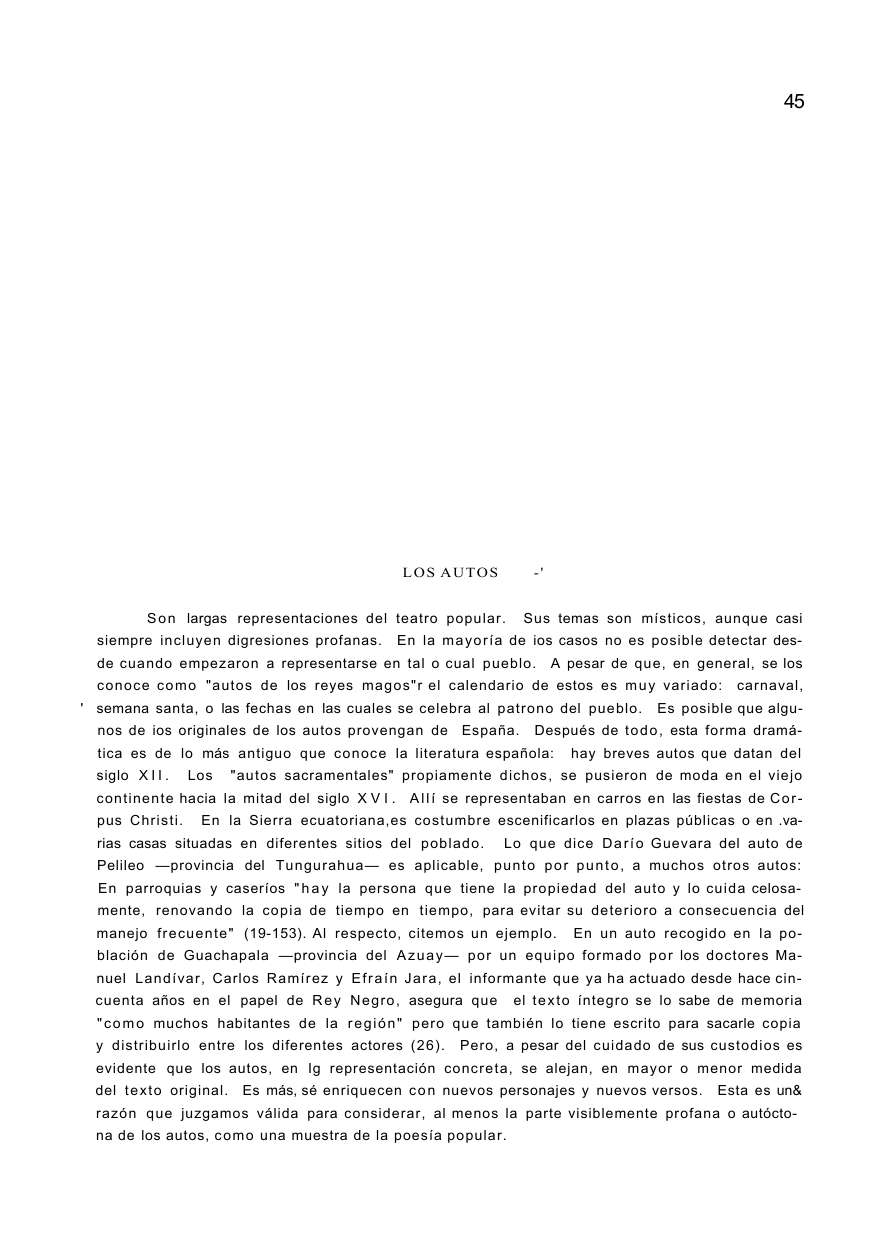 45
LOS AUTOS -'
Son largas representaciones del teatro popular. Sus temas son místicos, aunque casi
siempre incluyen digresiones profanas. En la mayoría de ios casos no es posible detectar des-
de cuando empezaron a representarse en tal o cual pueblo. A pesar de que, en general, se los
conoce como "autos de los reyes magos"r el calendario de estos es muy variado: carnaval,
' semana santa, o las fechas en las cuales se celebra al patrono del pueblo. Es posible que algu-
nos de ios originales de los autos provengan de España. Después de todo, esta forma dramá-
tica es de lo más antiguo que conoce la literatura española: hay breves autos que datan del
siglo XII. Los "autos sacramentales" propiamente dichos, se pusieron de moda en el viejo
continente hacia la mitad del siglo XVI. Allí se representaban en carros en las fiestas de Cor-
pus Christi. En la Sierra ecuatoriana,es costumbre escenificarlos en plazas públicas o en .va-
rias casas situadas en diferentes sitios del poblado. Lo que dice Darío Guevara del auto de
Pelileo —provincia del Tungurahua— es aplicable, punto por punto, a muchos otros autos:
En parroquias y caseríos "hay la persona que tiene la propiedad del auto y lo cuida celosa-
mente, renovando la copia de tiempo en tiempo, para evitar su deterioro a consecuencia del
manejo frecuente" (19-153). Al respecto, citemos un ejemplo. En un auto recogido en la po-
blación de Guachapala —provincia del Azuay— por un equipo formado por los doctores Ma-
nuel Landívar, Carlos Ramírez y Efraín Jara, el informante que ya ha actuado desde hace cin-
cuenta años en el papel de Rey Negro, asegura que el texto íntegro se lo sabe de memoria
"como muchos habitantes de la región" pero que también lo tiene escrito para sacarle copia
y distribuirlo entre los diferentes actores (26). Pero, a pesar del cuidado de sus custodios es
evidente que los autos, en lg representación concreta, se alejan, en mayor o menor medida
del texto original. Es más, sé enriquecen con nuevos personajes y nuevos versos. Esta es un&
razón que juzgamos válida para considerar, al menos la parte visiblemente profana o autócto-
na de los autos, como una muestra de la poesía popular.